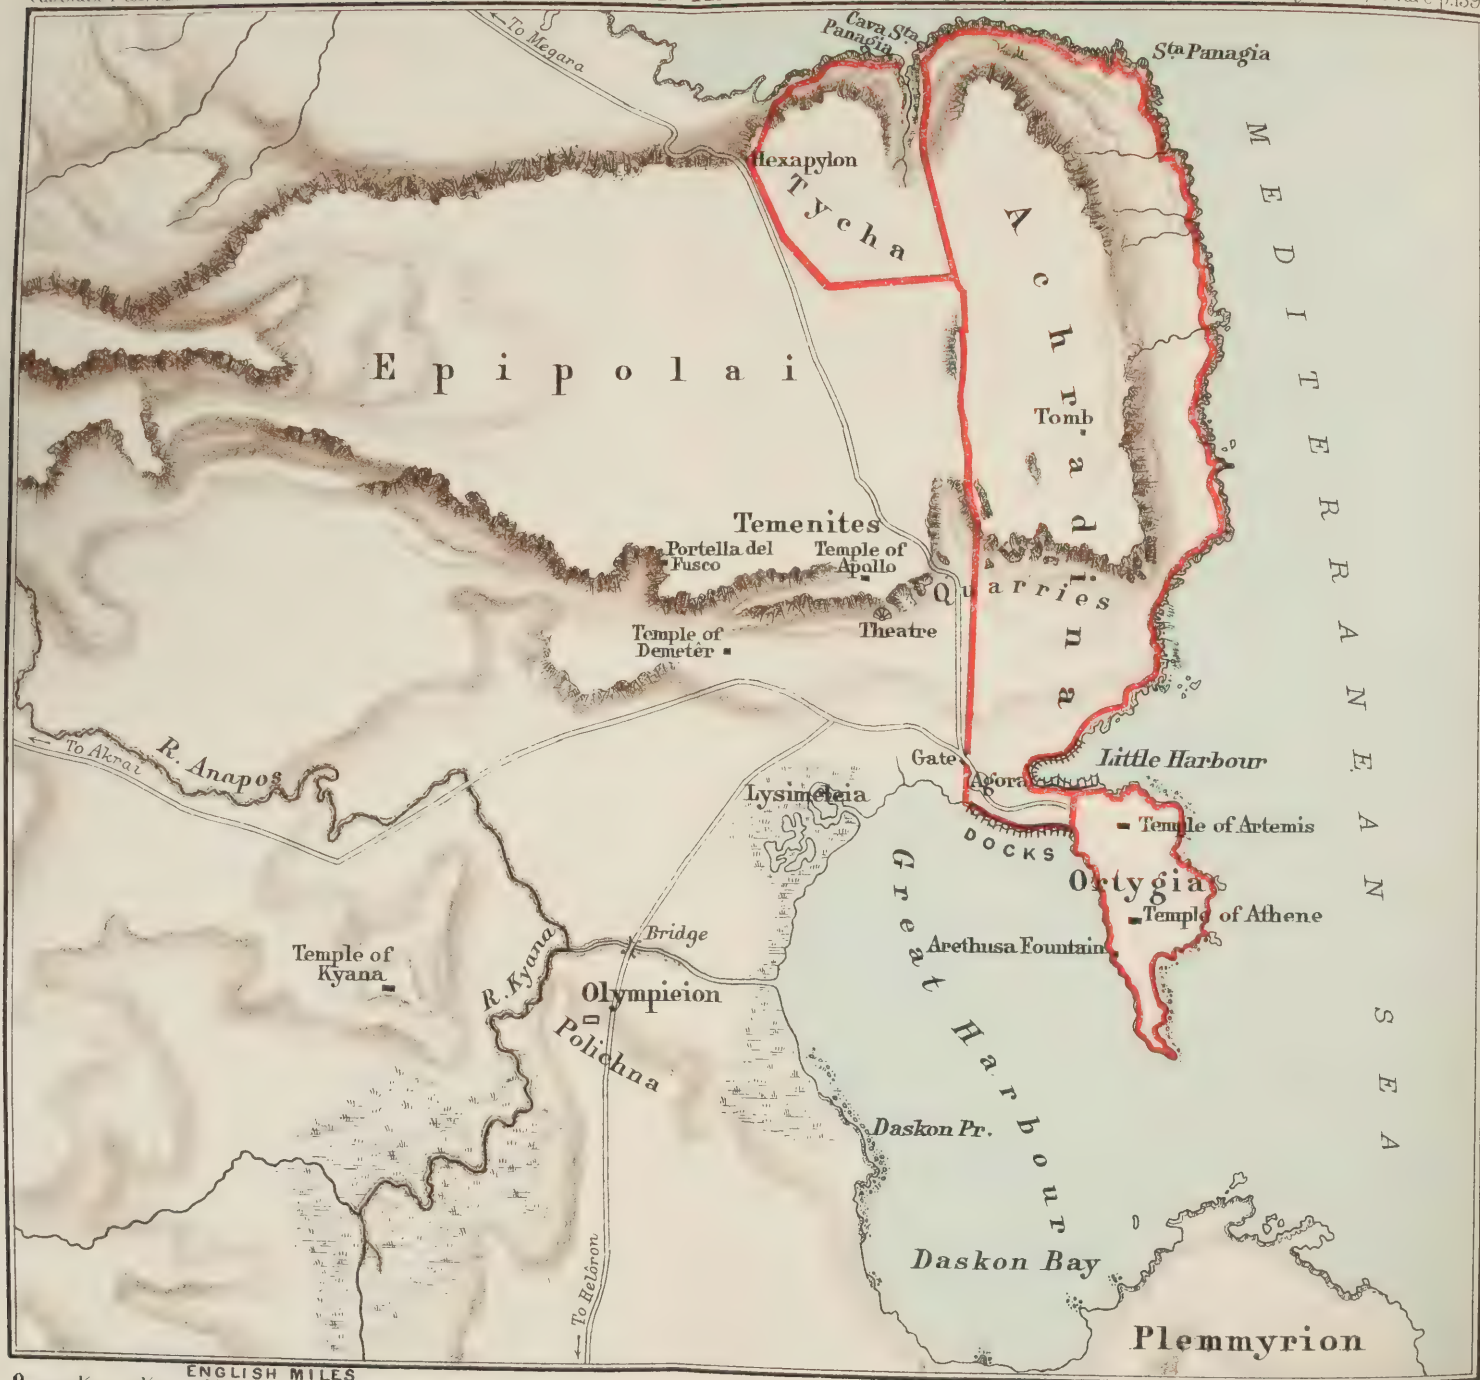 To Megara
Cava Sta.
Panagia
Sta Panagia
Hexapylon
Tycha
Achradina
MEDITERRANEAN SEA
Epipolai
Tomb
Temenites
Portella del
Fusco
Temple of
Apollo
Quarries
Theatre
Temple of
Demetêr
To Akrai
R. Anapos
Gate
Agora
Little Harbour
Lysimeleia
DOCKS
Temple of Artemis
Ortygia
Temple of Athene
Arethusa Fountain
Great Harbour
Bridge
Temple of
Kyana
R. Kyana
Olympieion
Polichna
Daskon Pr.
Daskon Bay
To Helôron
Plemmyrion
ENGLISH MILES